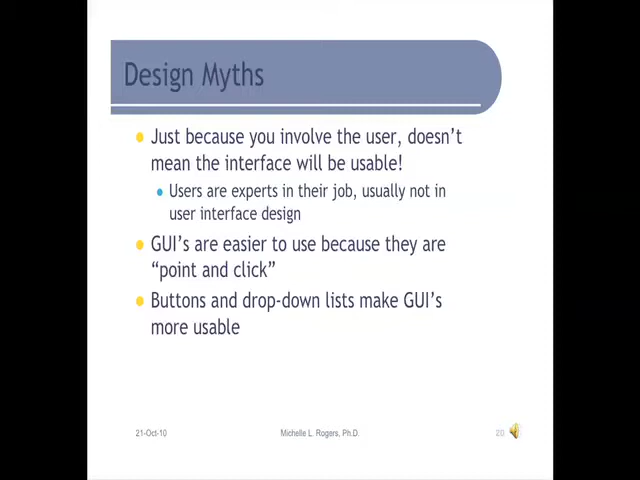 Design Myths
Just because you involve the user, doesn't
mean the interface will be usable!
Users are experts in their job, usually not in
user interface design
GUI's are easier to use because they are
“point and click”
Buttons and drop-down lists make GUI's
more usable
21-Oct-10
Michelle L. Rogers, Ph.D.
20